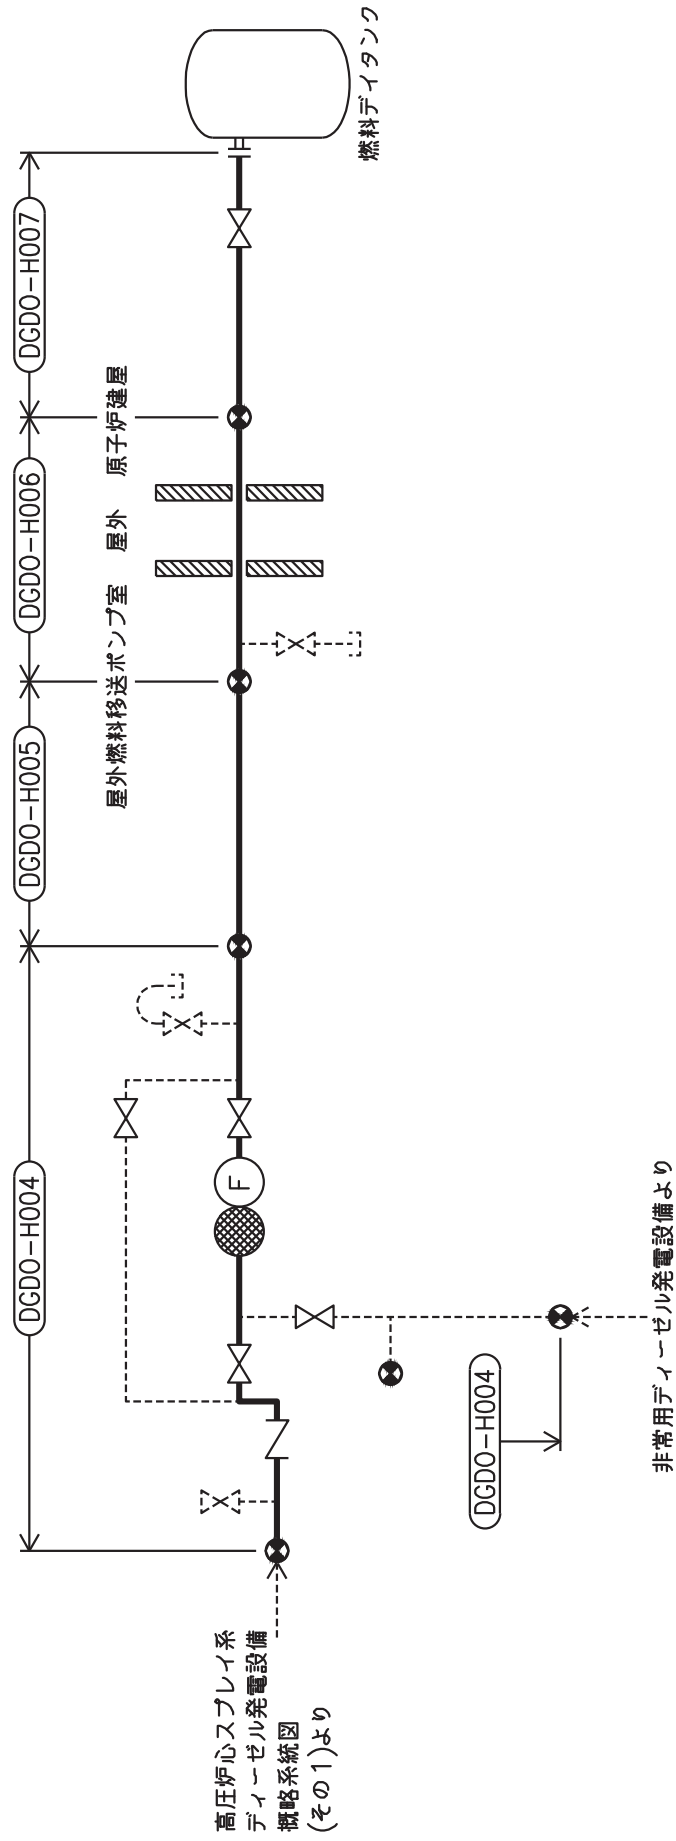 高圧炉心スプレイ系
ディーゼル発電設備
概略系統図
(その1)より
DGDO-H004
DGDO-H005
DGDO-H006
DGDO-H007
屋外燃料移送ポンプ室
屋外
原子炉建屋
F
燃料デイタンク
DGDO-H004
非常用ディーゼル発電設備より